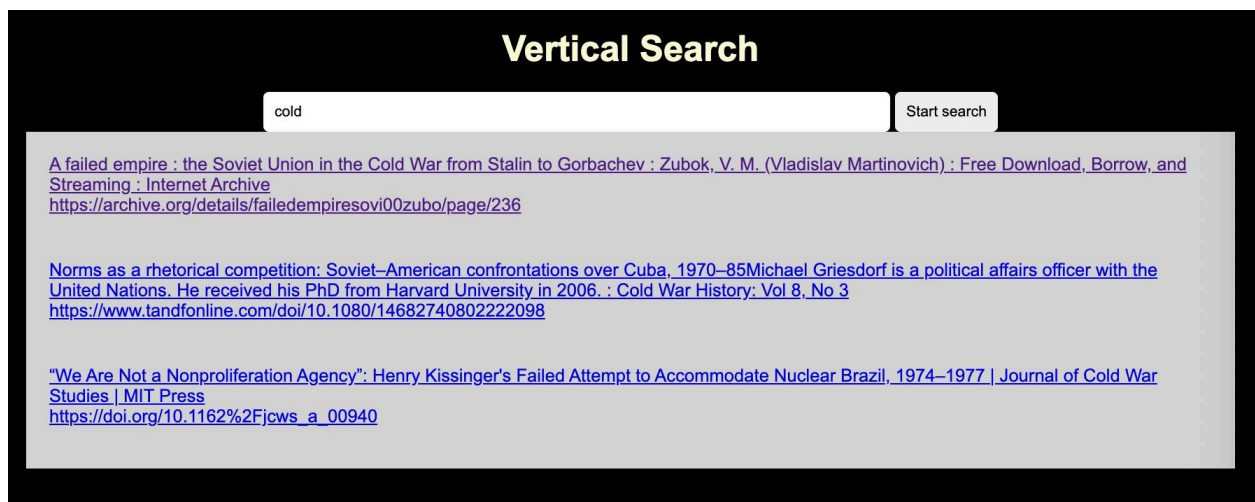 Vertical Search
cold
Start search
A failed empire : the Soviet Union in the Cold War from Stalin to Gorbachev : Zubok, V. M. (Vladislav Martinovich) : Free Download, Borrow, and
Streaming : Internet Archive
https://archive.org/details/failedempiresovi00zubo/page/236
Norms as a rhetorical competition: Soviet–American confrontations over Cuba, 1970–85Michael Griesdorf is a political affairs officer with the
United Nations. He received his PhD from Harvard University in 2006. : Cold War History: Vol 8, No 3
https://www.tandfonline.com/doi/10.1080/14682740802222098
“We Are Not a Nonproliferation Agency”: Henry Kissinger's Failed Attempt to Accommodate Nuclear Brazil, 1974–1977 | Journal of Cold War
Studies | MIT Press
https://doi.org/10.1162%2Fjcws_a_00940